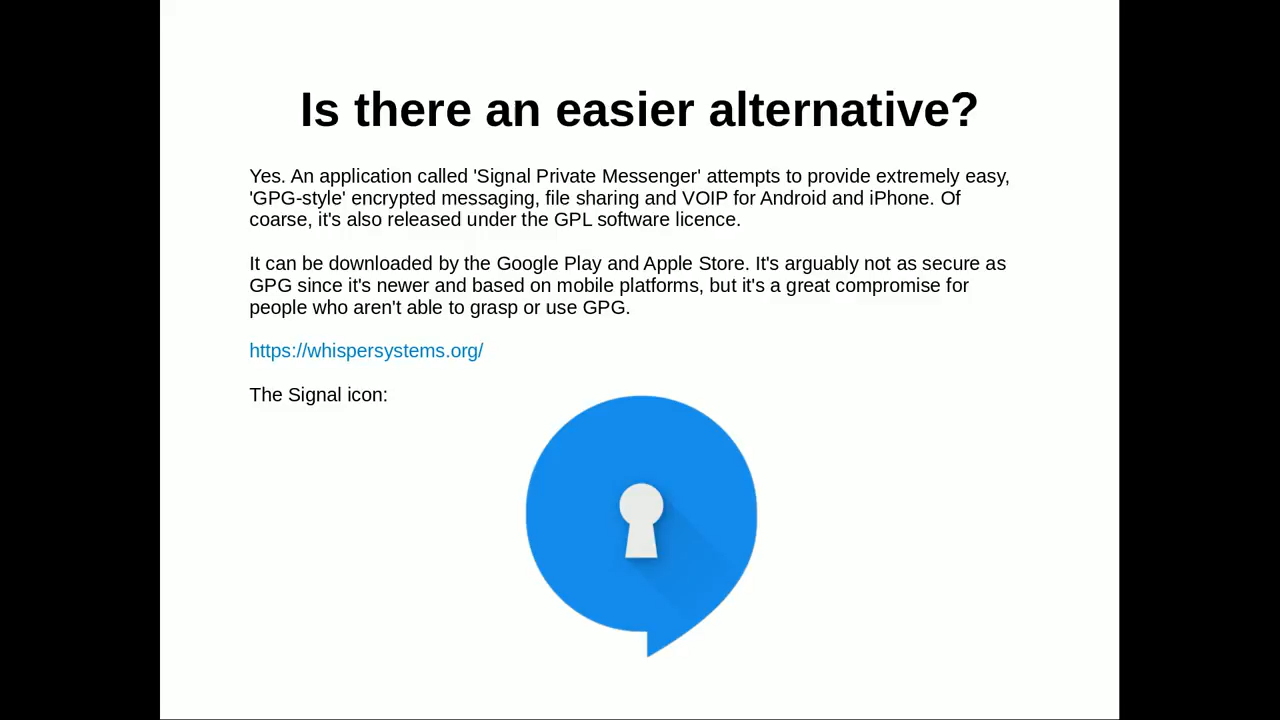 Is there an easier alternative?
Yes. An application called 'Signal Private Messenger' attempts to provide extremely easy,
'GPG-style' encrypted messaging, file sharing and VOIP for Android and iPhone. Of
coarse, it's also released under the GPL software licence.
It can be downloaded by the Google Play and Apple Store. It's arguably not as secure as
GPG since it's newer and based on mobile platforms, but it's a great compromise for
people who aren't able to grasp or use GPG.
https://whispersystems.org/
The Signal icon: